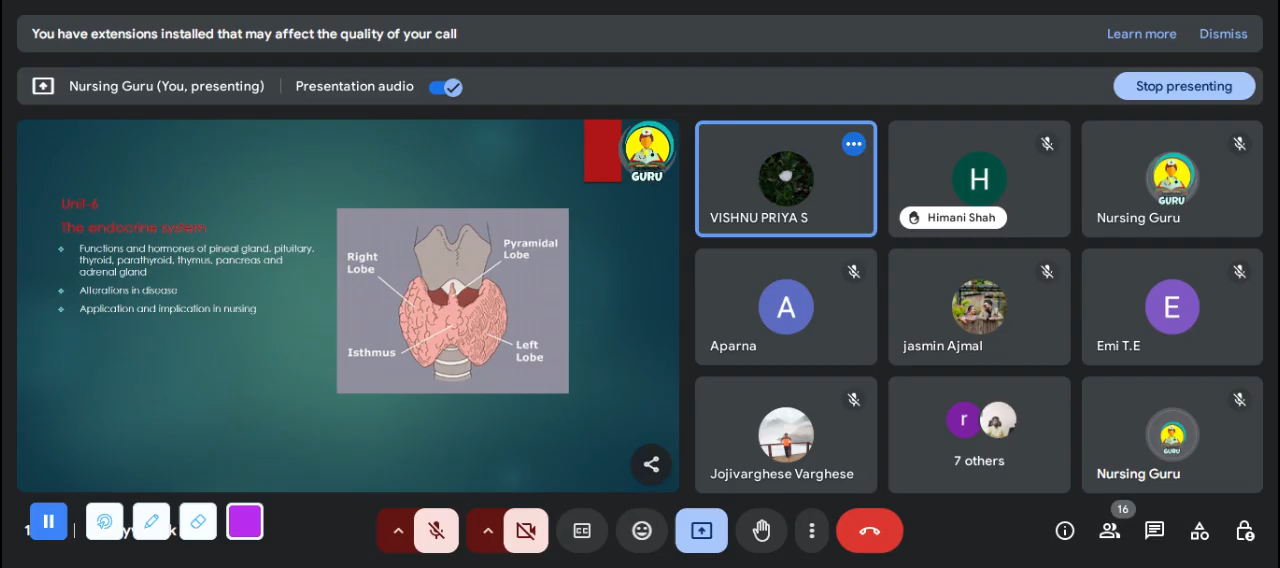 You have extensions installed that may affect the quality of your call
Learn more
Dismiss
Nursing Guru (You, presenting)
Presentation audio
Stop presenting
GURU
Unit-6
The endocrine system
Functions and hormones of pineal gland, pituitary,
thyroid, parathyroid, thymus, pancreas and
adrenal gland
Alterations in disease
Application and implication in nursing
Right
Lobe
Pyramidal
Lobe
Isthmus
Left
Lobe
VISHNU PRIYA S
H
Himani Shah
GURU
Nursing Guru
A
Aparna
jasmin Ajmal
E
Emi T.E
Jojivarghese Varghese
r
7 others
GURU
Nursing Guru
CC
16